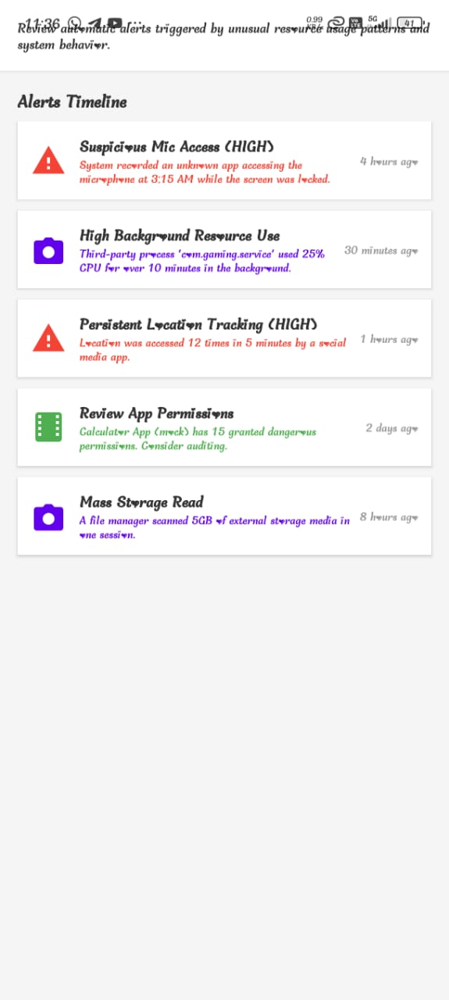 11:36
0.99
KB/s
VO
LTE
5G
41
Review automatic alerts triggered by unusual resource usage patterns and
system behavior.
Alerts Timeline
Suspicious Mic Access (HIGH)
System recorded an unknown app accessing the
microphone at 3:15 AM while the screen was locked.
4 hours ago
High Background Resource Use
Third-party process 'com.gaming.service' used 25%
CPU for over 10 minutes in the background.
30 minutes ago
Persistent Location Tracking (HIGH)
Location was accessed 12 times in 5 minutes by a social
media app.
1 hours ago
Review App Permissions
Calculator App (mock) has 15 granted dangerous
permissions. Consider auditing.
2 days ago
Mass Storage Read
A file manager scanned 5GB of external storage media in
one session.
8 hours ago